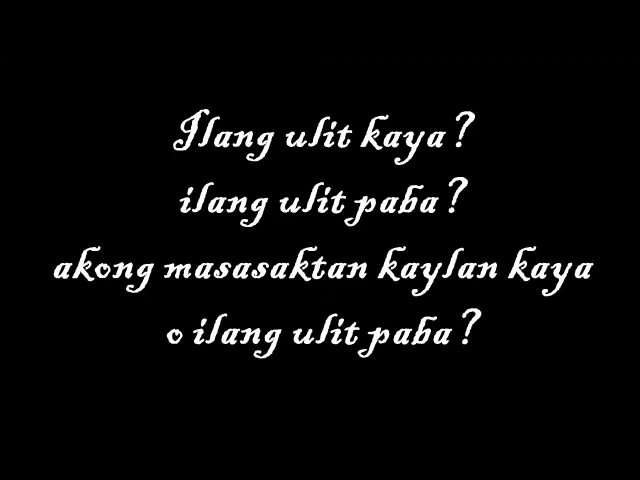 Ilang ulit kaya?
ilang ulit paba?
akong masasaktan kaylan kaya
o ilang ulit paba?